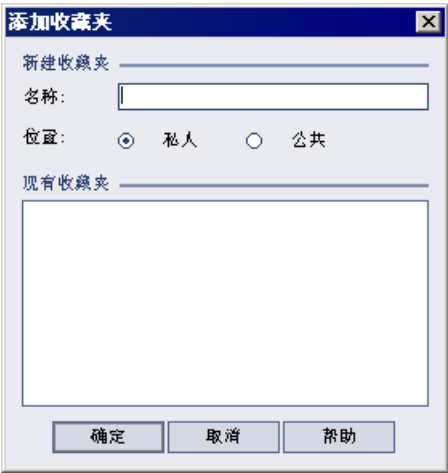 添加收藏夹
新建收藏夹
名称:
位置: 私人 公共
现有收藏夹
确定 取消 帮助